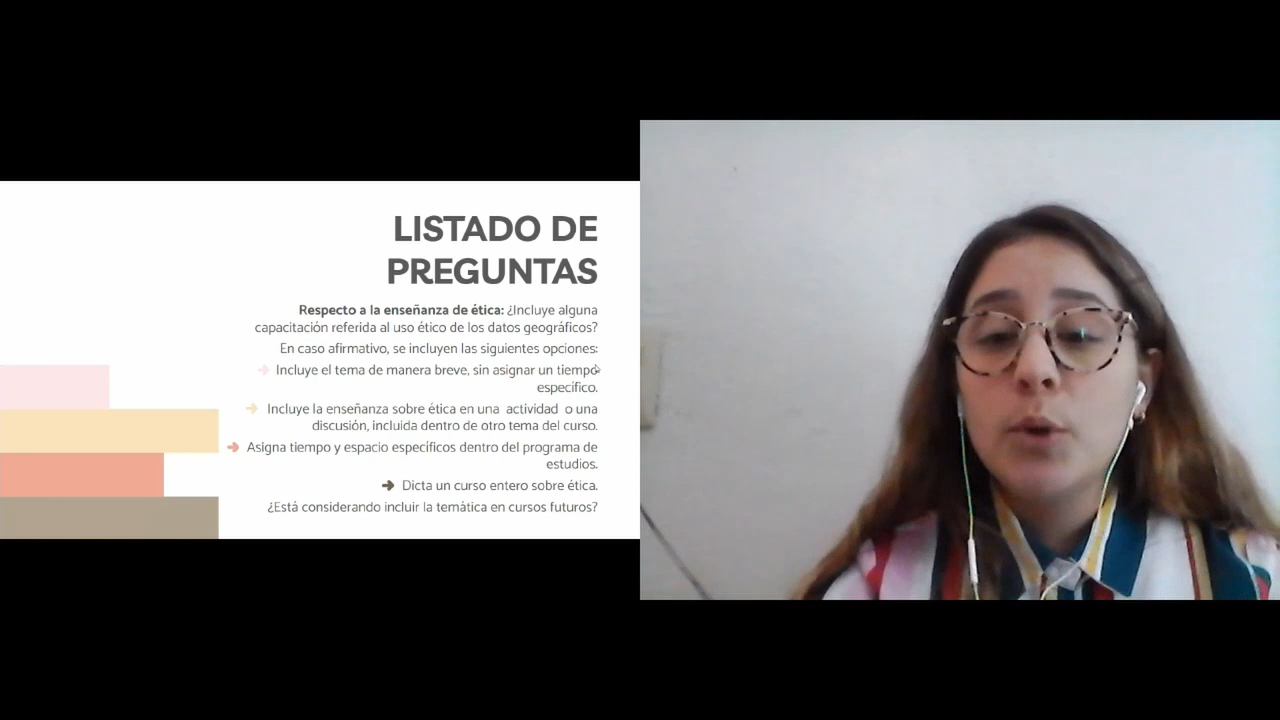 LISTADO DE
PREGUNTAS
Respecto a la enseñanza de ética: ¿Incluye alguna
capacitación referida al uso ético de los datos geográficos?
En caso afirmativo, se incluyen las siguientes opciones:
➔ Incluye el tema de manera breve, sin asignar un tiempo
específico.
➔ Incluye la enseñanza sobre ética en una actividad o una
discusión, incluida dentro de otro tema del curso.
➔ Asigna tiempo y espacio específicos dentro del programa de
estudios.
➔ Dicta un curso entero sobre ética.
¿Está considerando incluir la temática en cursos futuros?